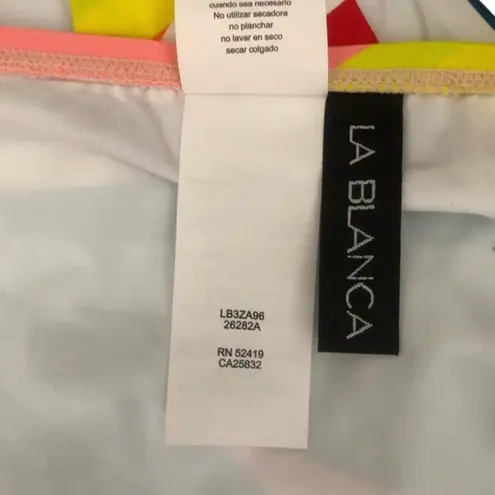 cuando sea necesario
No utilizar secadora
no planchar
no lavar en seco
secar colgado
LA BLANCA
LB3ZA96
26282A
RN 52419
CA25832